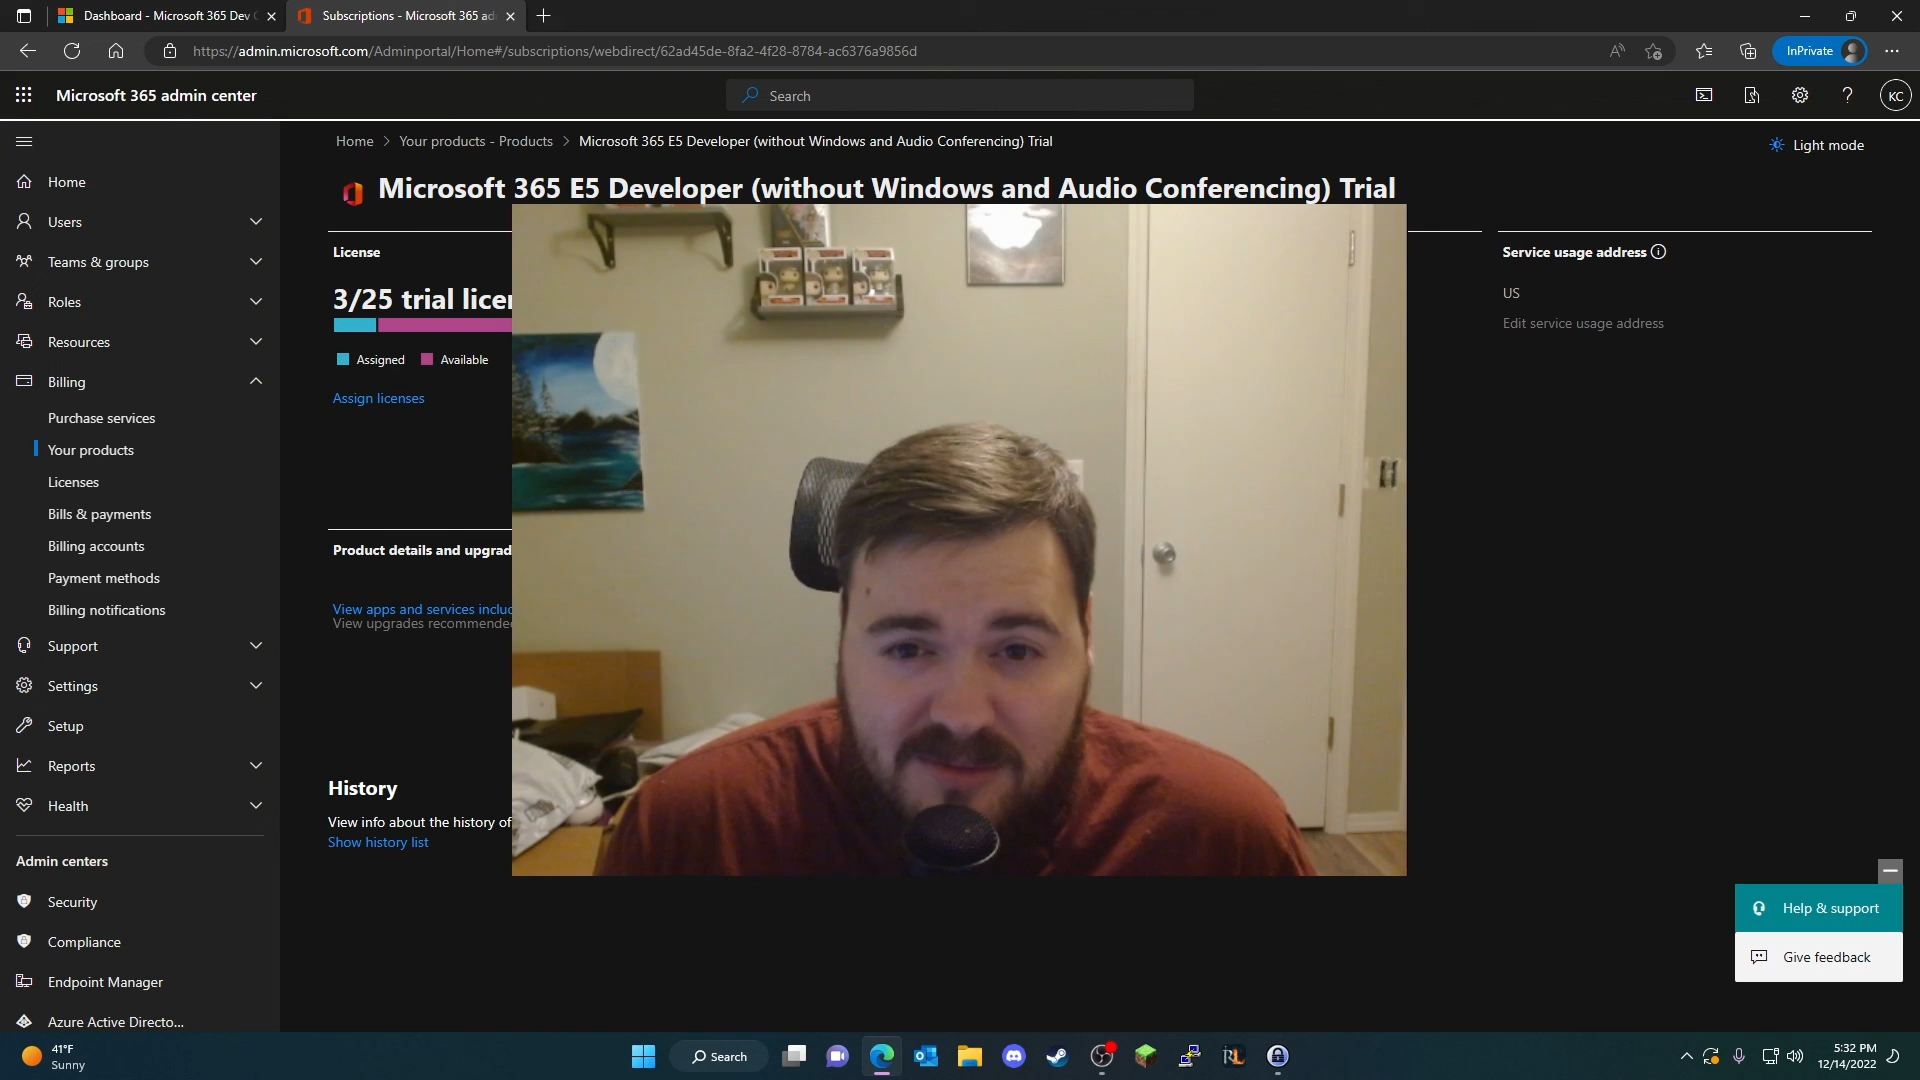 Dashboard - Microsoft 365 Dev
Subscriptions - Microsoft 365 ad
https://admin.microsoft.com/Adminportal/Home#/subscriptions/webdirect/62ad45de-8fa2-4f28-8784-ac6376a9856d
InPrivate
Microsoft 365 admin center
Search
KC
Home
Users
Teams & groups
Roles
Resources
Billing
Purchase services
Your products
Licenses
Bills & payments
Billing accounts
Payment methods
Billing notifications
Support
Settings
Setup
Reports
Health
Admin centers
Security
Compliance
Endpoint Manager
Azure Active Directo...
Home > Your products - Products > Microsoft 365 E5 Developer (without Windows and Audio Conferencing) Trial
Light mode
Microsoft 365 E5 Developer (without Windows and Audio Conferencing) Trial
License
3/25 trial licen
Assigned Available
Assign licenses
Product details and upgrad
View apps and services includ
View upgrades recommended
History
View info about the history of
Show history list
Service usage address
US
Edit service usage address
Help & support
Give feedback
41°F
Sunny
Search
RL
5:32 PM
12/14/2022